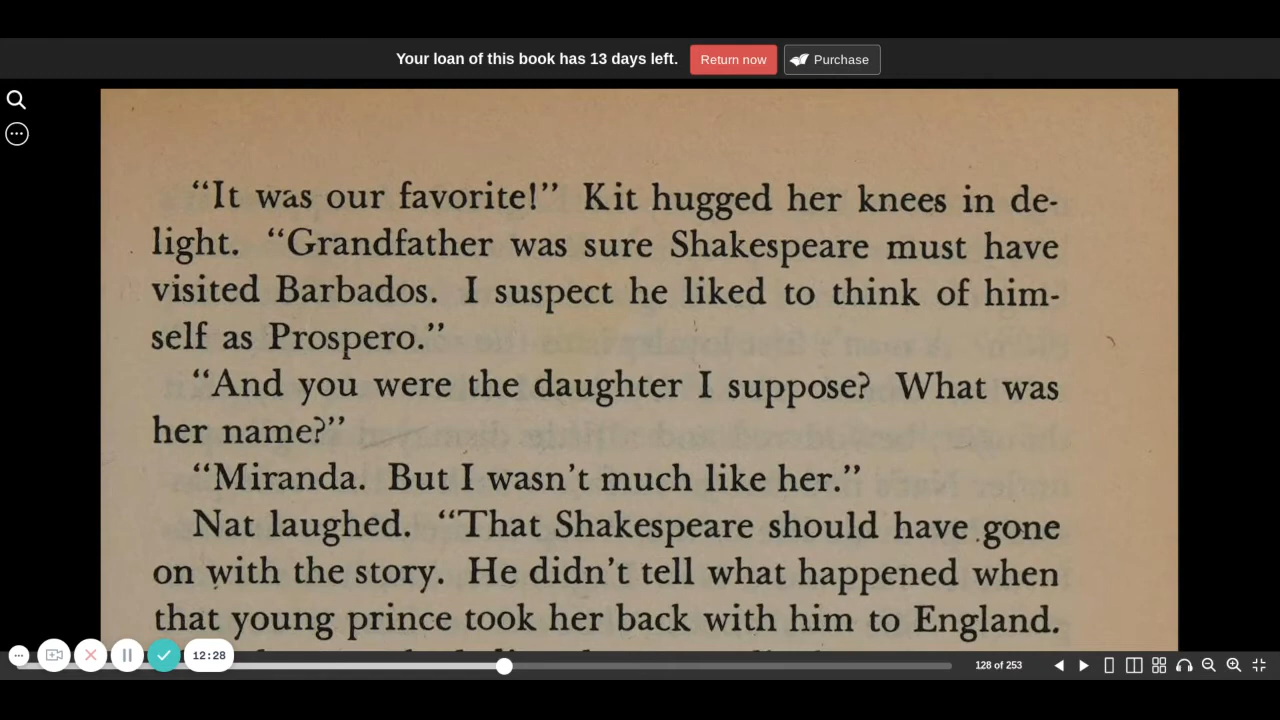 Your loan of this book has 13 days left. Return now Purchase
“It was our favorite!” Kit hugged her knees in de-
light. “Grandfather was sure Shakespeare must have
visited Barbados. I suspect he liked to think of him-
self as Prospero.”
“And you were the daughter I suppose? What was
her name?”
“Miranda. But I wasn’t much like her.”
Nat laughed. “That Shakespeare should have gone
on with the story. He didn’t tell what happened when
that young prince took her back with him to England.
12:28
128 of 253